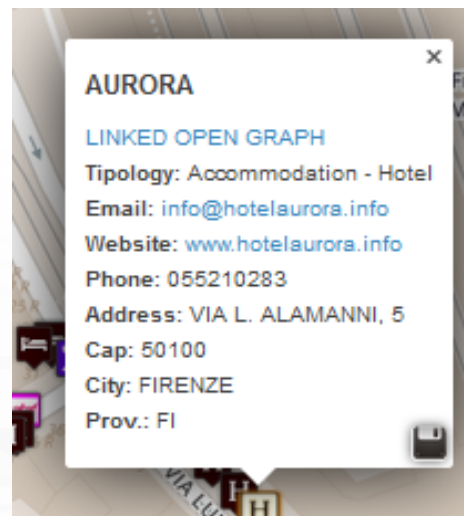 AURORA
LINKED OPEN GRAPH
Tipology: Accommodation - Hotel
Email: info@hotelaurora.info
Website: www.hotelaurora.info
Phone: 055210283
Address: VIA L. ALAMANNI, 5
Cap: 50100
City: FIRENZE
Prov.: FI
VIA LU
H
H